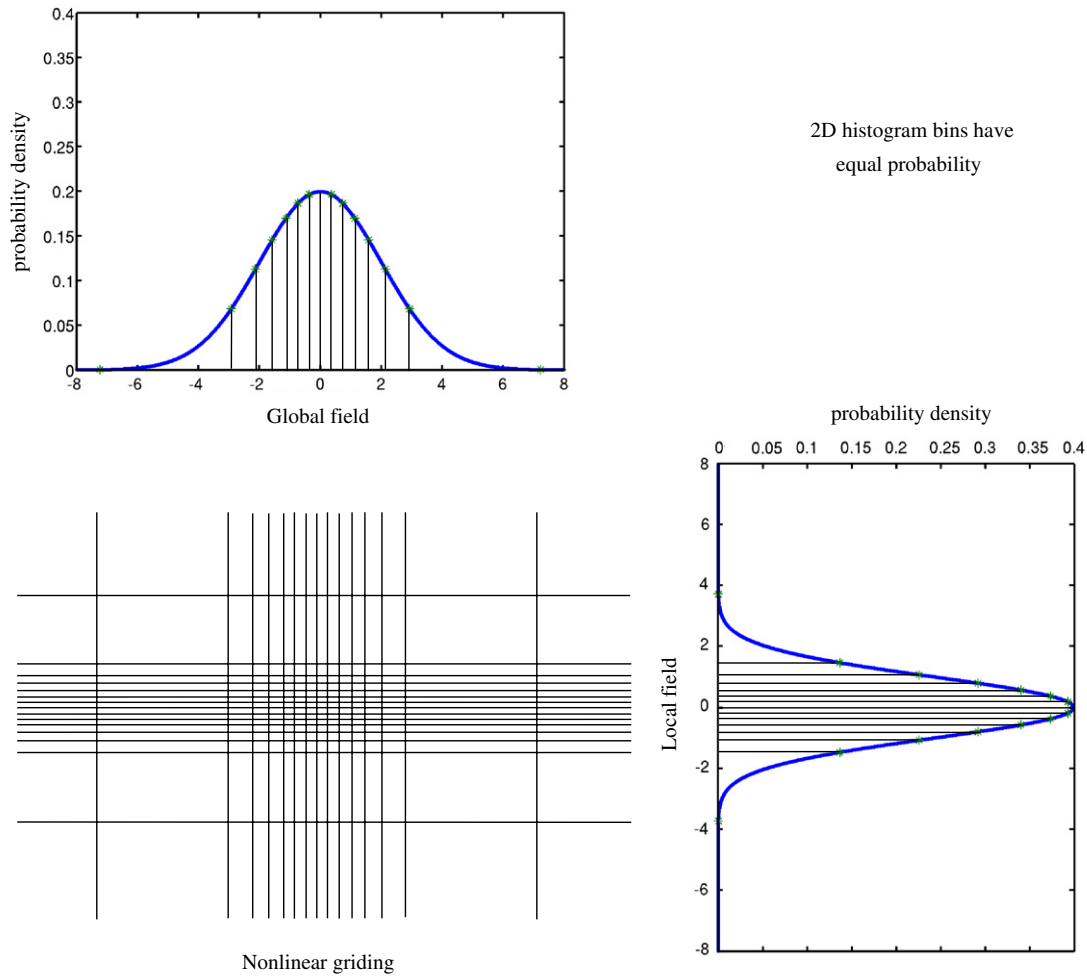 0.4
0.35
0.3
0.25
0.2
0.15
0.1
0.05
0
probability density
-8 -6 -4 -2 0 2 4 6 8
Global field
2D histogram bins have
equal probability
probability density
0 0.05 0.1 0.15 0.2 0.25 0.3 0.35 0.4
8
6
4
2
0
-2
-4
-6
-8
Local field
Nonlinear griding